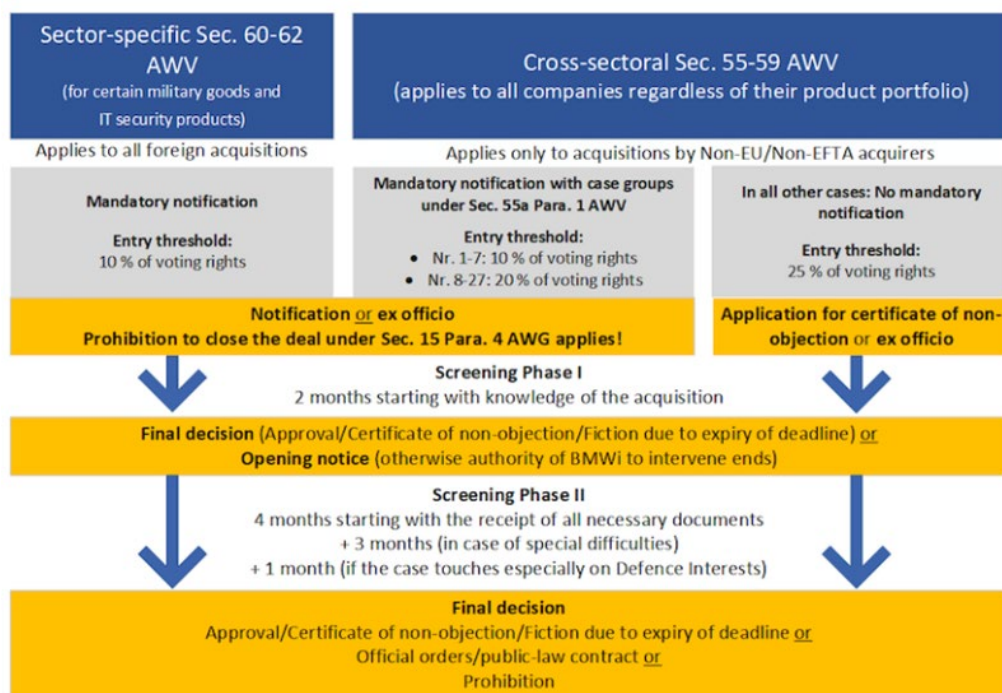 Sector-specific Sec. 60-62
AWV
(for certain military goods and
IT security products)
Cross-sectoral Sec. 55-59 AWV
(applies to all companies regardless of their product portfolio)
Applies to all foreign acquisitions
Applies only to acquisitions by Non-EU/Non-EFTA acquirers
Mandatory notification
Entry threshold:
10 % of voting rights
Mandatory notification with case groups
under Sec. 55a Para. 1 AWV
Entry threshold:
• Nr. 1-7: 10 % of voting rights
• Nr. 8-27: 20 % of voting rights
In all other cases: No mandatory
notification
Entry threshold:
25 % of voting rights
Notification or ex officio
Prohibition to close the deal under Sec. 15 Para. 4 AWG applies!
Application for certificate of non-
objection or ex officio
Screening Phase I
2 months starting with knowledge of the acquisition
Final decision (Approval/Certificate of non-objection/Fiction due to expiry of deadline) or
Opening notice (otherwise authority of BMWi to intervene ends)
Screening Phase II
4 months starting with the receipt of all necessary documents
+ 3 months (in case of special difficulties)
+ 1 month (if the case touches especially on Defence Interests)
Final decision
Approval/Certificate of non-objection/Fiction due to expiry of deadline or
Official orders/public-law contract or
Prohibition